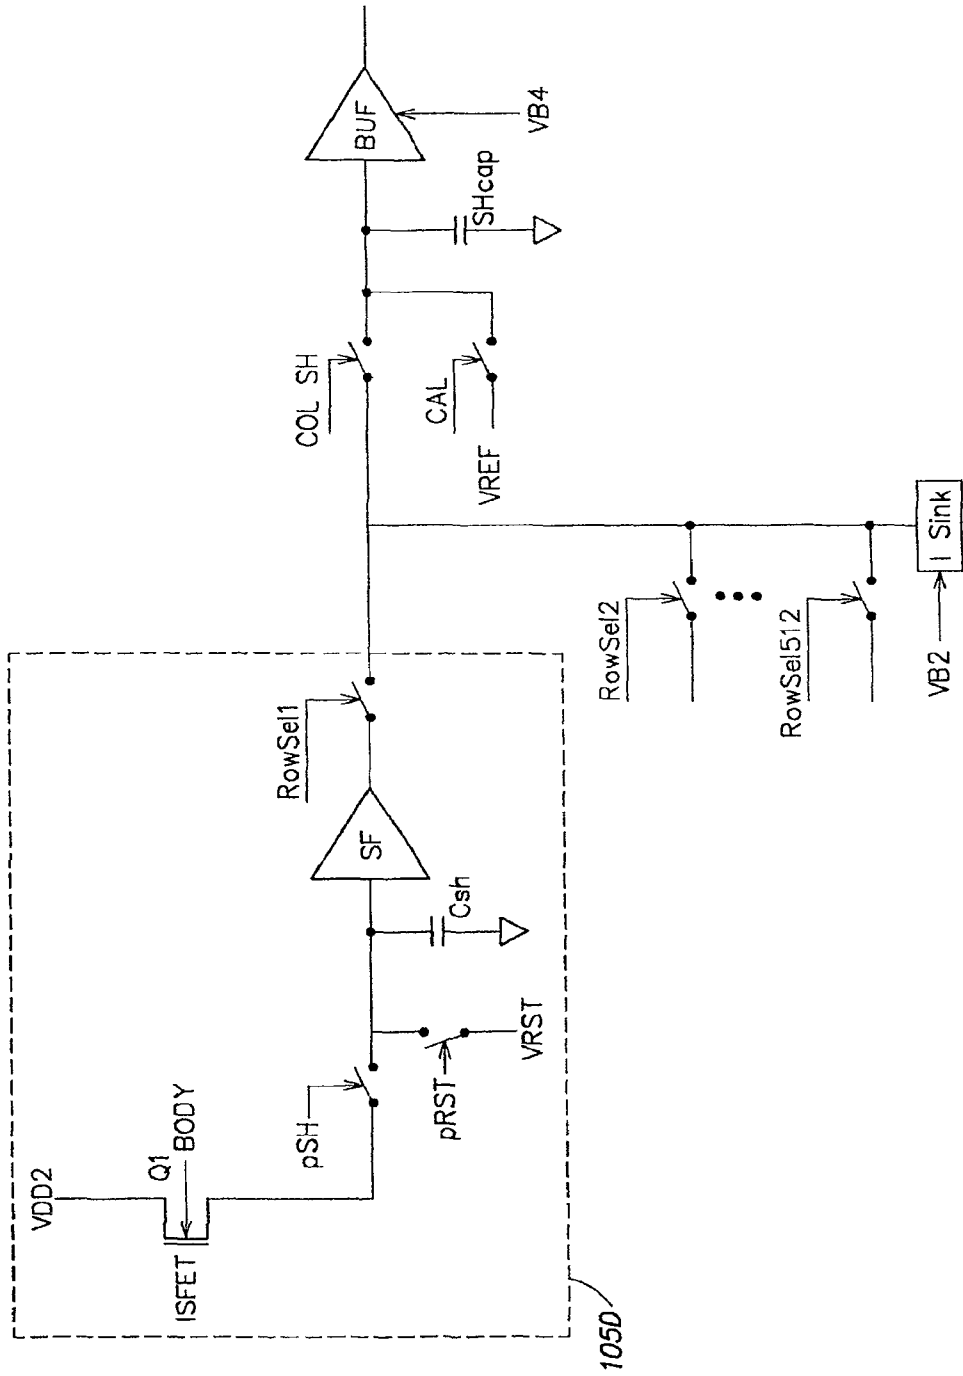 VDD2
Q1
BODY
ISFET
pSH
pRST
VRST
Csh
SF
RowSel1
RowSel2
RowSel512
VB2
I Sink
COL SH
CAL
VREF
SHcap
BUF
VB4
105D